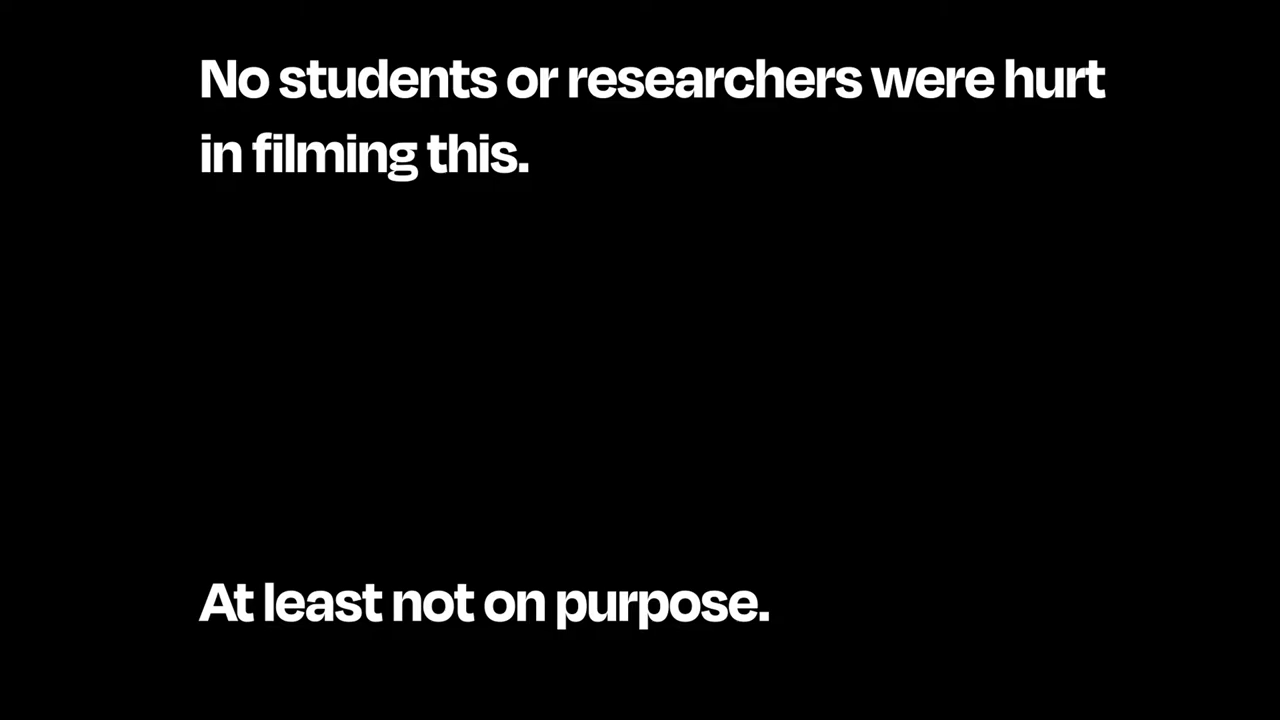 No students or researchers were hurt
in filming this.
At least not on purpose.